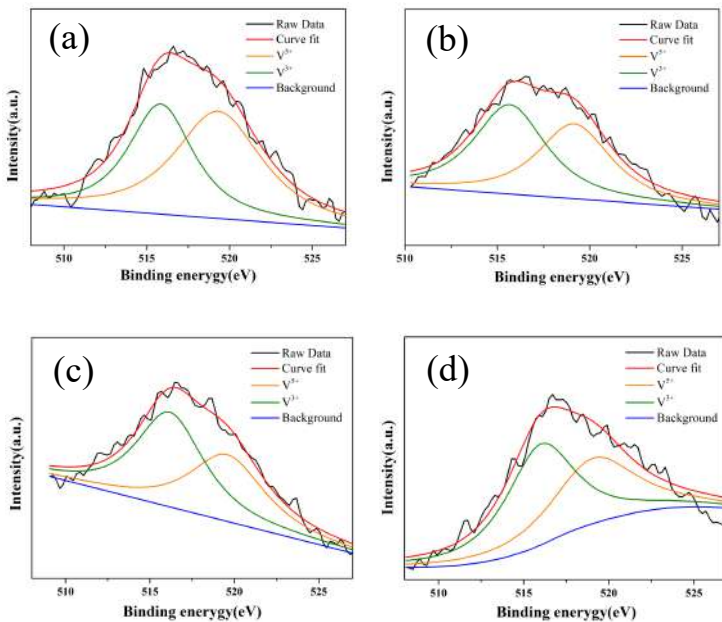 (a)
Raw Data
Curve fit
V⁵⁺
V³⁺
Background
Intensity(a.u.)
510 515 520 525
Binding enerygy(eV)
(b)
Raw Data
Curve fit
V⁵⁺
V³⁺
Background
Intensity(a.u.)
510 515 520 525
Binding enerygy(eV)
(c)
Raw Data
Curve fit
V⁵⁺
V³⁺
Background
Intensity(a.u.)
510 515 520 525
Binding enerygy(eV)
(d)
Raw Data
Curve fit
V⁵⁺
V³⁺
Background
Intensity(a.u.)
510 515 520 525
Binding enerygy(eV)